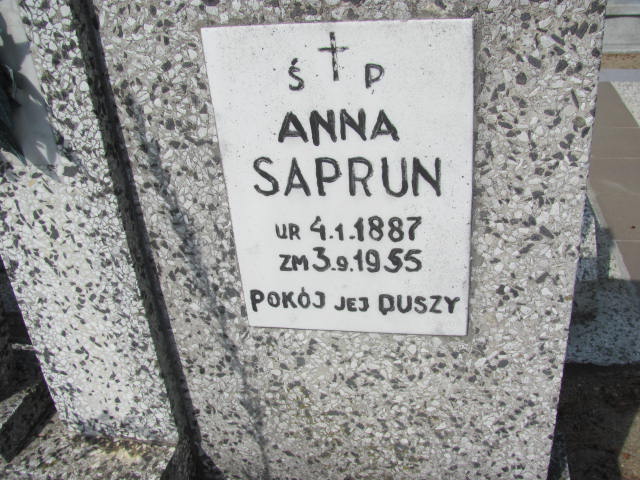 Ś P
ANNA
SAPRUN
UR 4.1.1887
ZM 3.9.1955
POKÓJ JEJ DUSZY